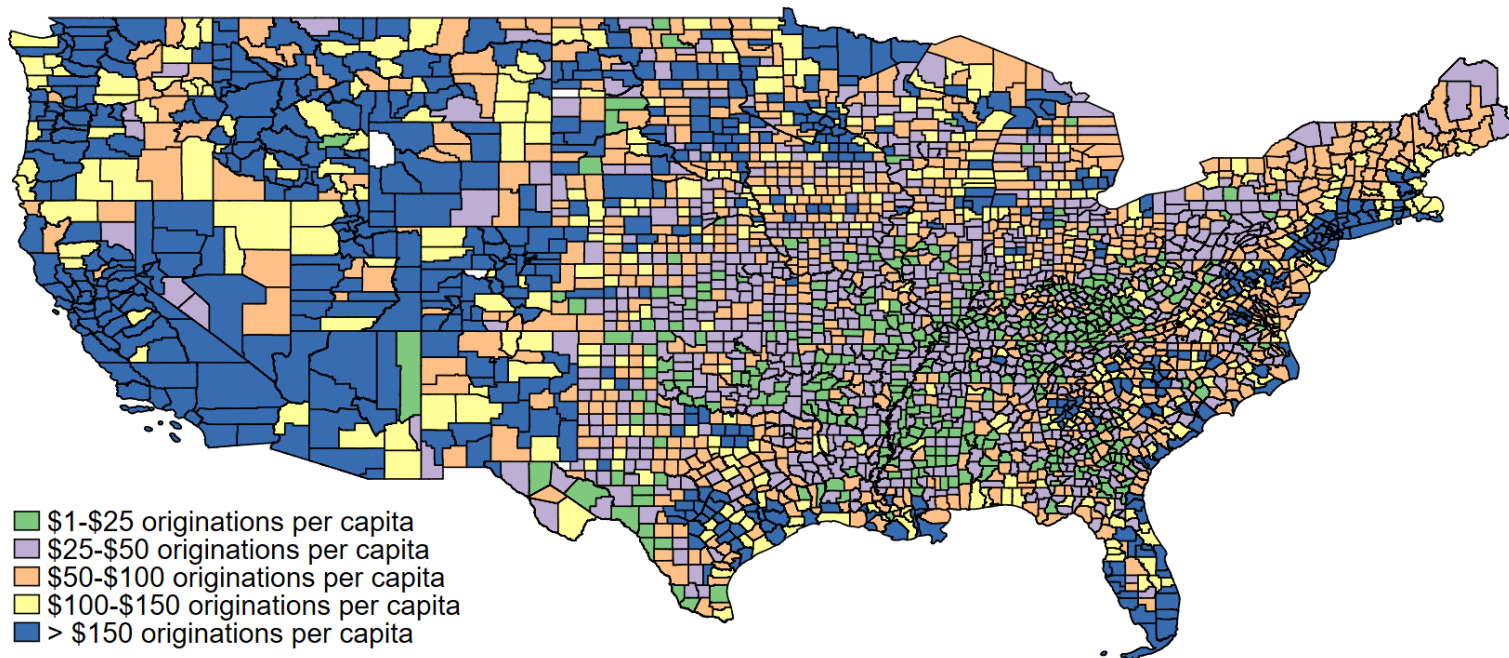 $1-$25 originations per capita
$25-$50 originations per capita
$50-$100 originations per capita
$100-$150 originations per capita
> $150 originations per capita